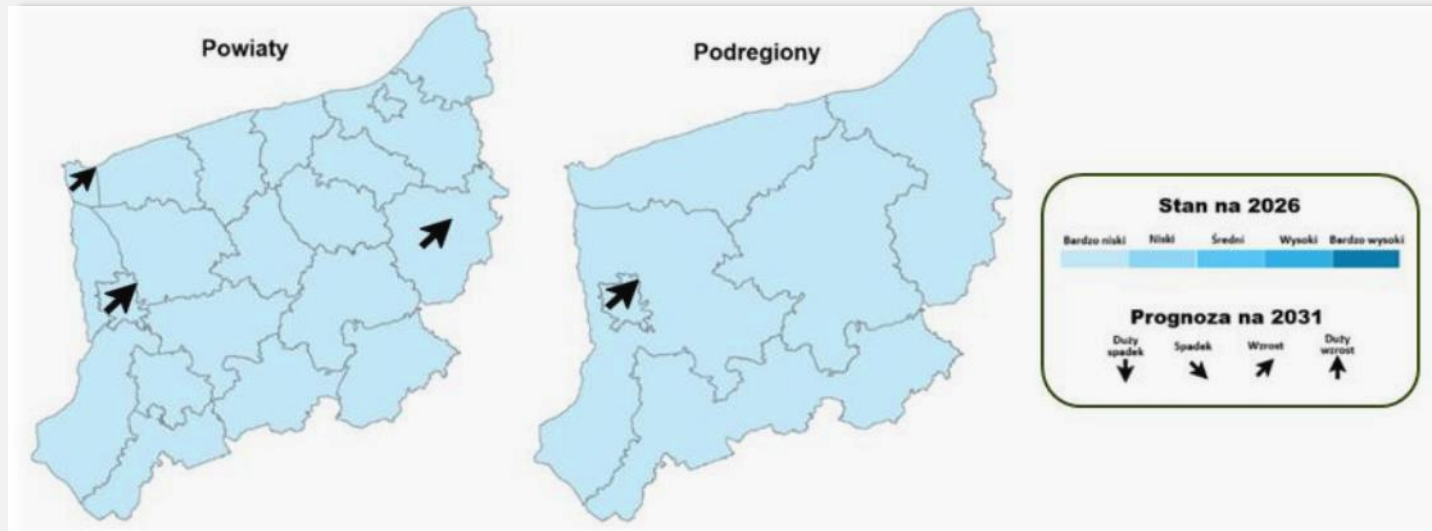 Powiaty
Podregiony
Stan na 2026
Bardzo niski Niski Średni Wysoki Bardzo wysoki
Prognoza na 2031
Duży spadek
Spadek
Wzrost
Duży wzrost